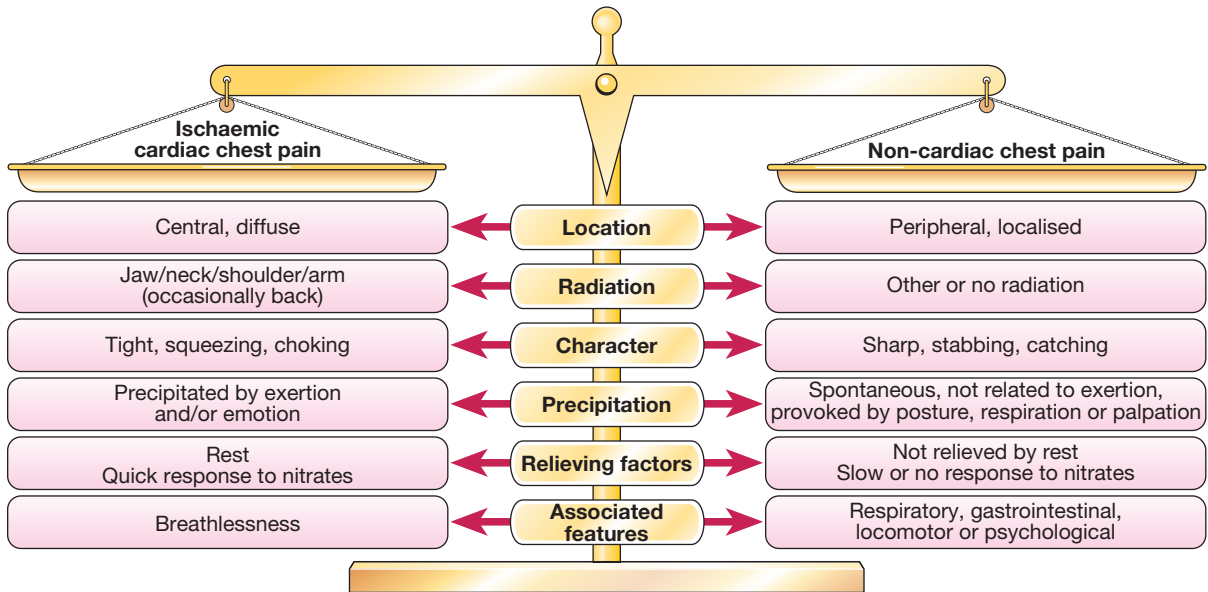 Ischaemic
cardiac chest pain
Non-cardiac chest pain
Central, diffuse
Location
Peripheral, localised
Jaw/neck/shoulder/arm
(occasionally back)
Radiation
Other or no radiation
Tight, squeezing, choking
Character
Sharp, stabbing, catching
Precipitated by exertion
and/or emotion
Precipitation
Spontaneous, not related to exertion,
provoked by posture, respiration or palpation
Rest
Quick response to nitrates
Relieving factors
Not relieved by rest
Slow or no response to nitrates
Breathlessness
Associated
features
Respiratory, gastrointestinal,
locomotor or psychological